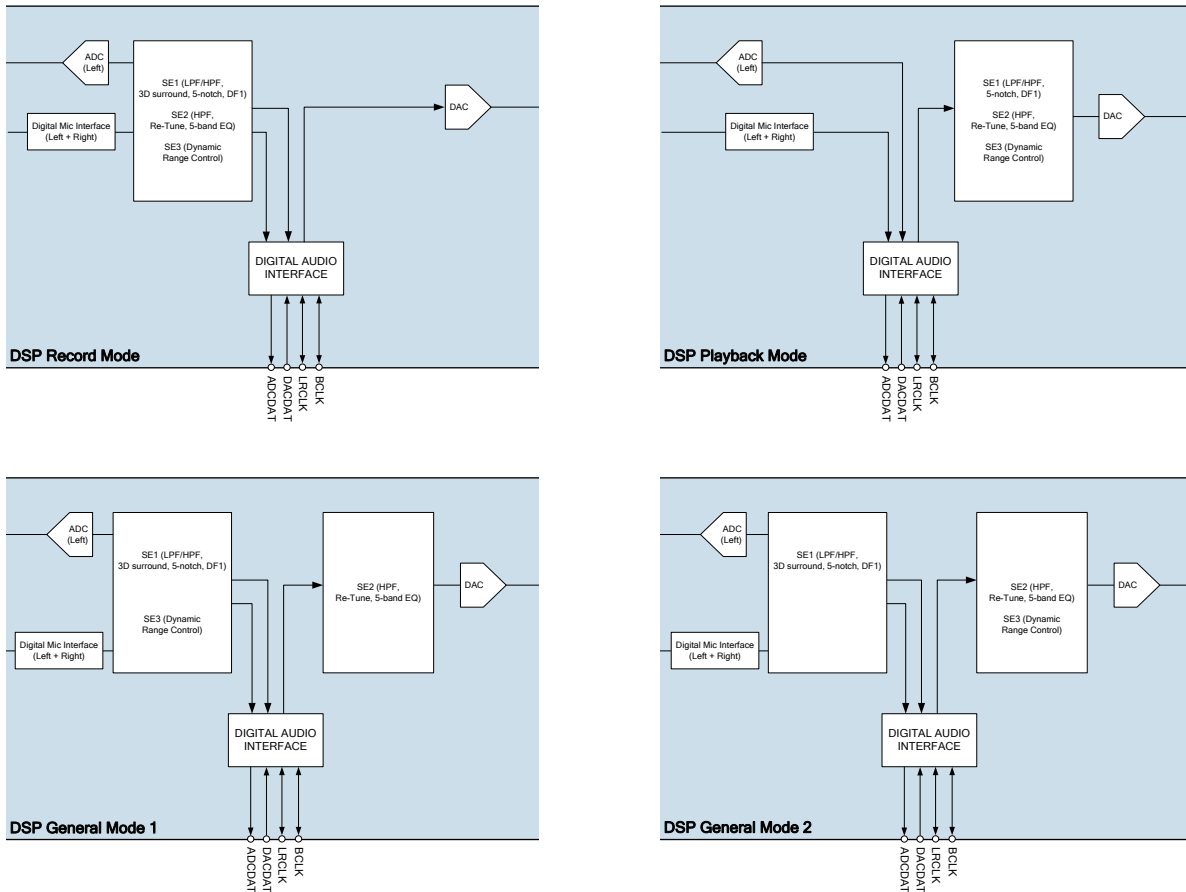 ADC
(Left)
SE1 (LPF/HPF,
3D surround, 5-notch, DF1)
SE2 (HPF,
Re-Tune, 5-band EQ)
SE3 (Dynamic
Range Control)
Digital Mic Interface
(Left + Right)
DAC
DIGITAL AUDIO
INTERFACE
DSP Record Mode
ADCDAT
DACDAT
LRCLK
BCLK
ADC
(Left)
Digital Mic Interface
(Left + Right)
SE1 (LPF/HPF,
5-notch, DF1)
SE2 (HPF,
Re-Tune, 5-band EQ)
SE3 (Dynamic
Range Control)
DAC
DIGITAL AUDIO
INTERFACE
DSP Playback Mode
ADCDAT
DACDAT
LRCLK
BCLK
ADC
(Left)
SE1 (LPF/HPF,
3D surround, 5-notch, DF1)
SE3 (Dynamic
Range Control)
Digital Mic Interface
(Left + Right)
SE2 (HPF,
Re-Tune, 5-band EQ)
DAC
DIGITAL AUDIO
INTERFACE
DSP General Mode 1
ADCDAT
DACDAT
LRCLK
BCLK
ADC
(Left)
SE1 (LPF/HPF,
3D surround, 5-notch, DF1)
Digital Mic Interface
(Left + Right)
SE2 (HPF,
Re-Tune, 5-band EQ)
SE3 (Dynamic
Range Control)
DAC
DIGITAL AUDIO
INTERFACE
DSP General Mode 2
ADCDAT
DACDAT
LRCLK
BCLK